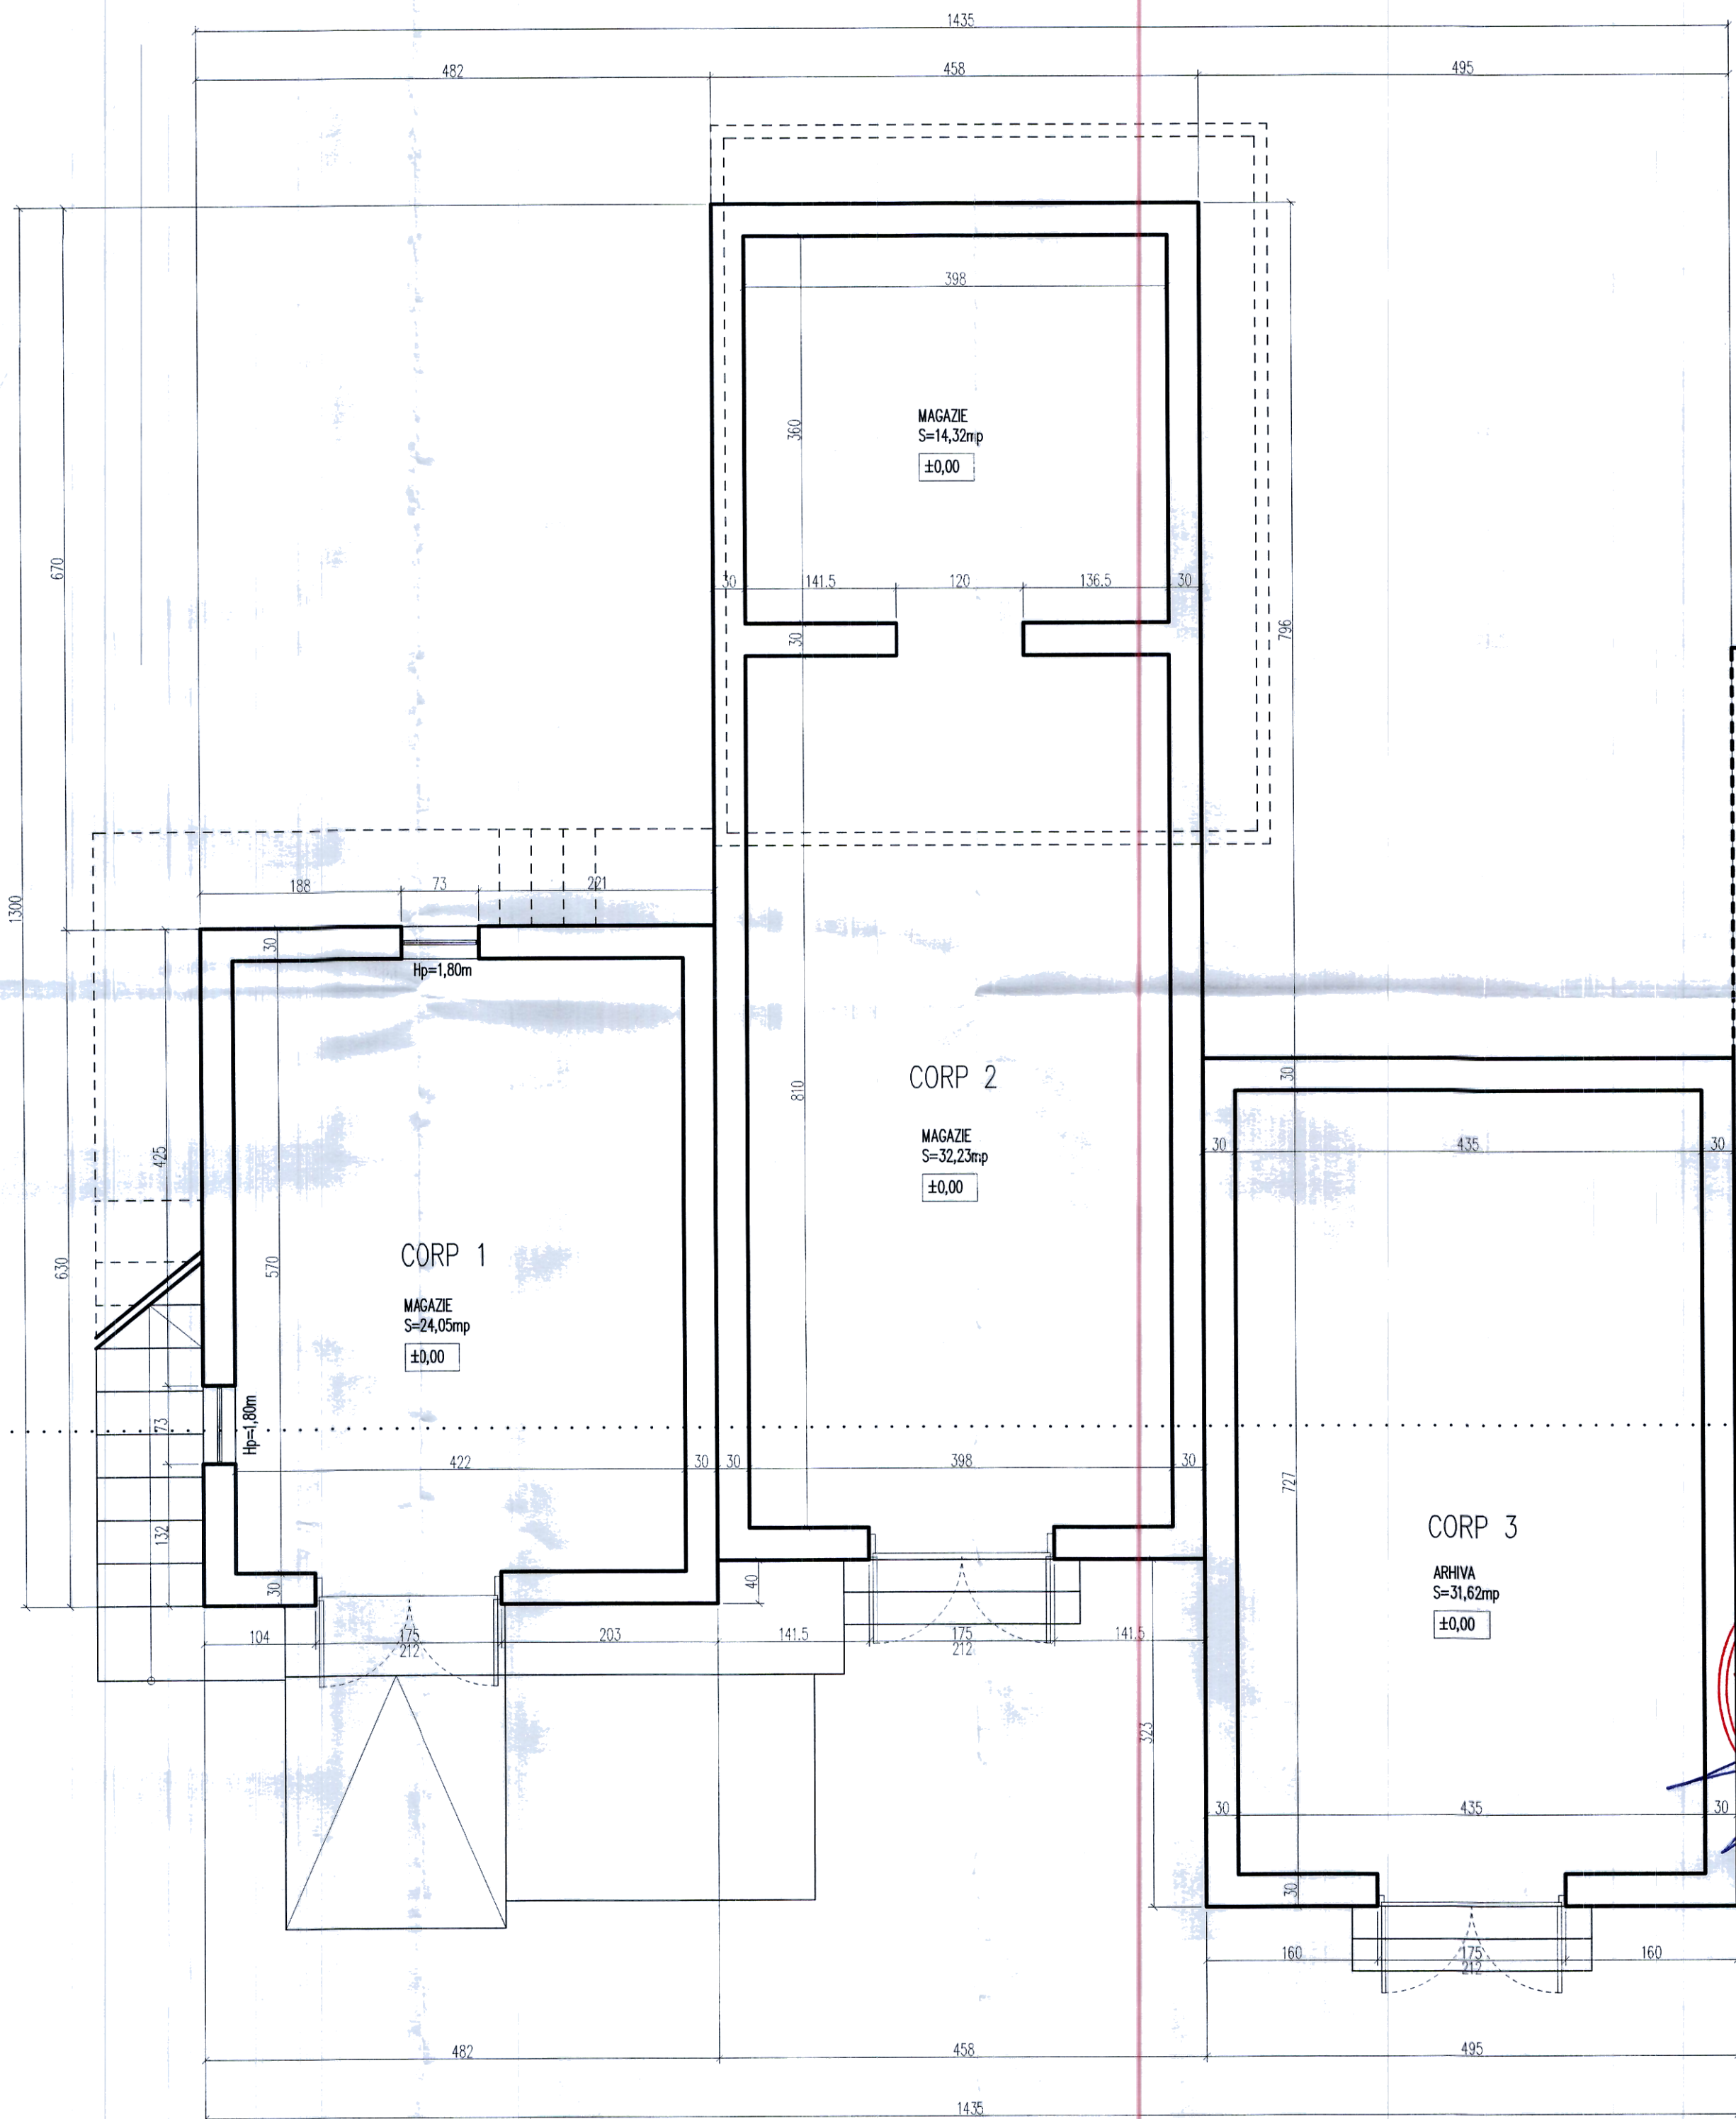 1435
482 458 495
398
360
MAGAZIE
S=14,32mp
±0,00
670
30 141.5 120 136.5 30
30
796
188 73 221
1300
30
Hp=1,80m
CORP 2
30
810
MAGAZIE
S=32,23mp
±0,00
425
30 435 30
630
570
CORP 1
MAGAZIE
S=24,05mp
±0,00
73
Hp=1,80m
422 30 30 398 30
727
132
CORP 3
ARHIVA
S=31,62mp
±0,00
30
40
104 175 203 141.5 175 141.5
212 212
323
30 435 30
30
160 175 160
212
482 458 495
1435